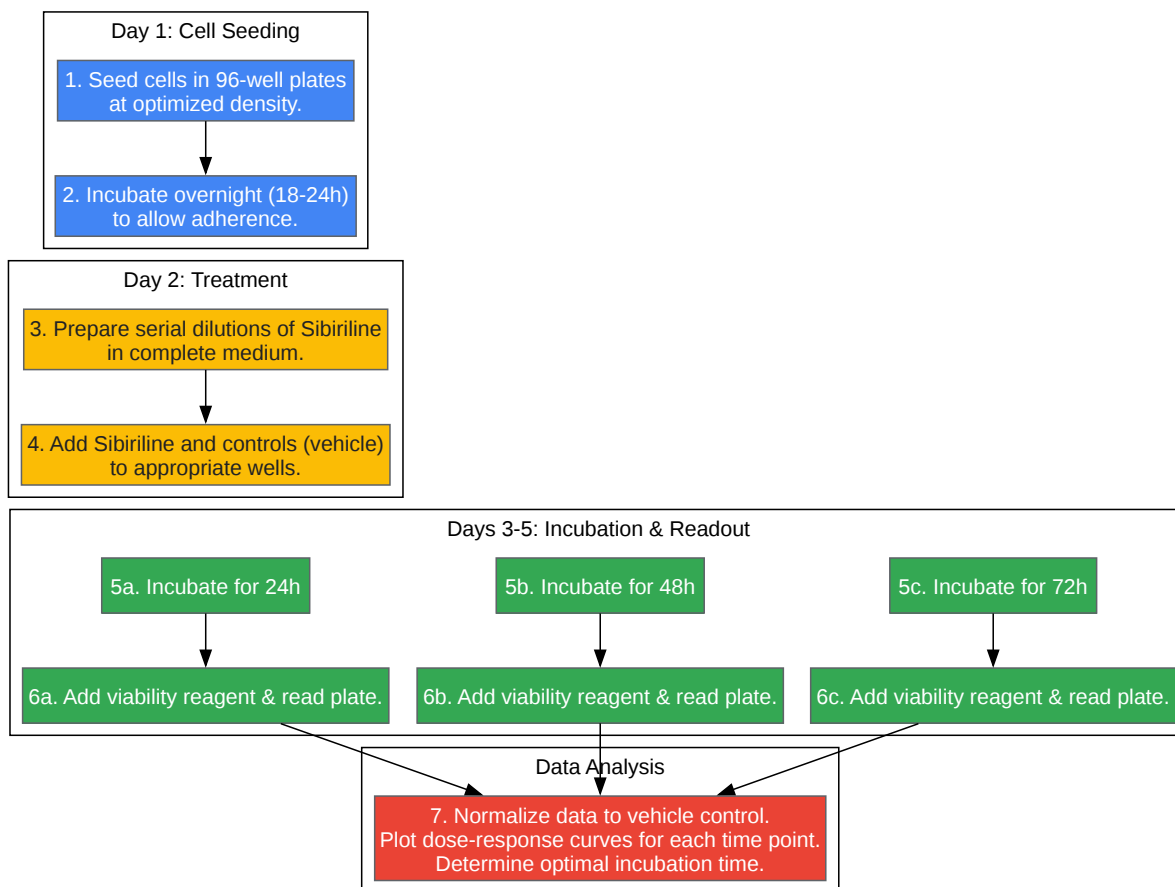 Day 1: Cell Seeding
1. Seed cells in 96-well plates
at optimized density.
2. Incubate overnight (18-24h)
to allow adherence.
Day 2: Treatment
3. Prepare serial dilutions of Sibiriline
in complete medium.
4. Add Sibiriline and controls (vehicle)
to appropriate wells.
Days 3-5: Incubation & Readout
5a. Incubate for 24h
5b. Incubate for 48h
5c. Incubate for 72h
6a. Add viability reagent & read plate.
6b. Add viability reagent & read plate.
6c. Add viability reagent & read plate.
Data Analysis
7. Normalize data to vehicle control.
Plot dose-response curves for each time point.
Determine optimal incubation time.